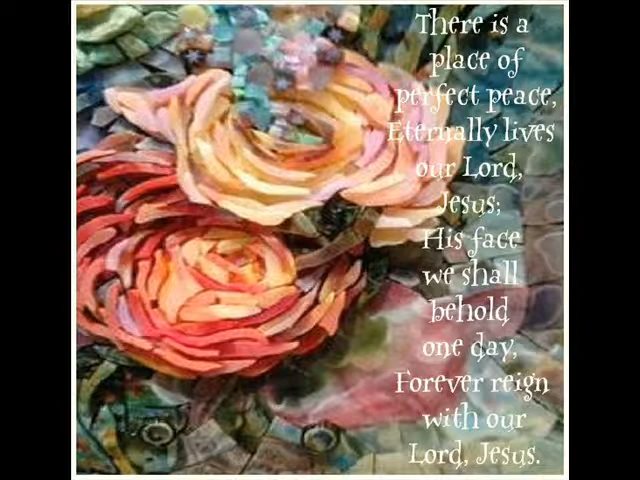 There is a
place of
perfect peace,
Eternally lives
our Lord,
Jesus;
His face
we shall
behold
one day,
Forever reign
with our
Lord, Jesus.